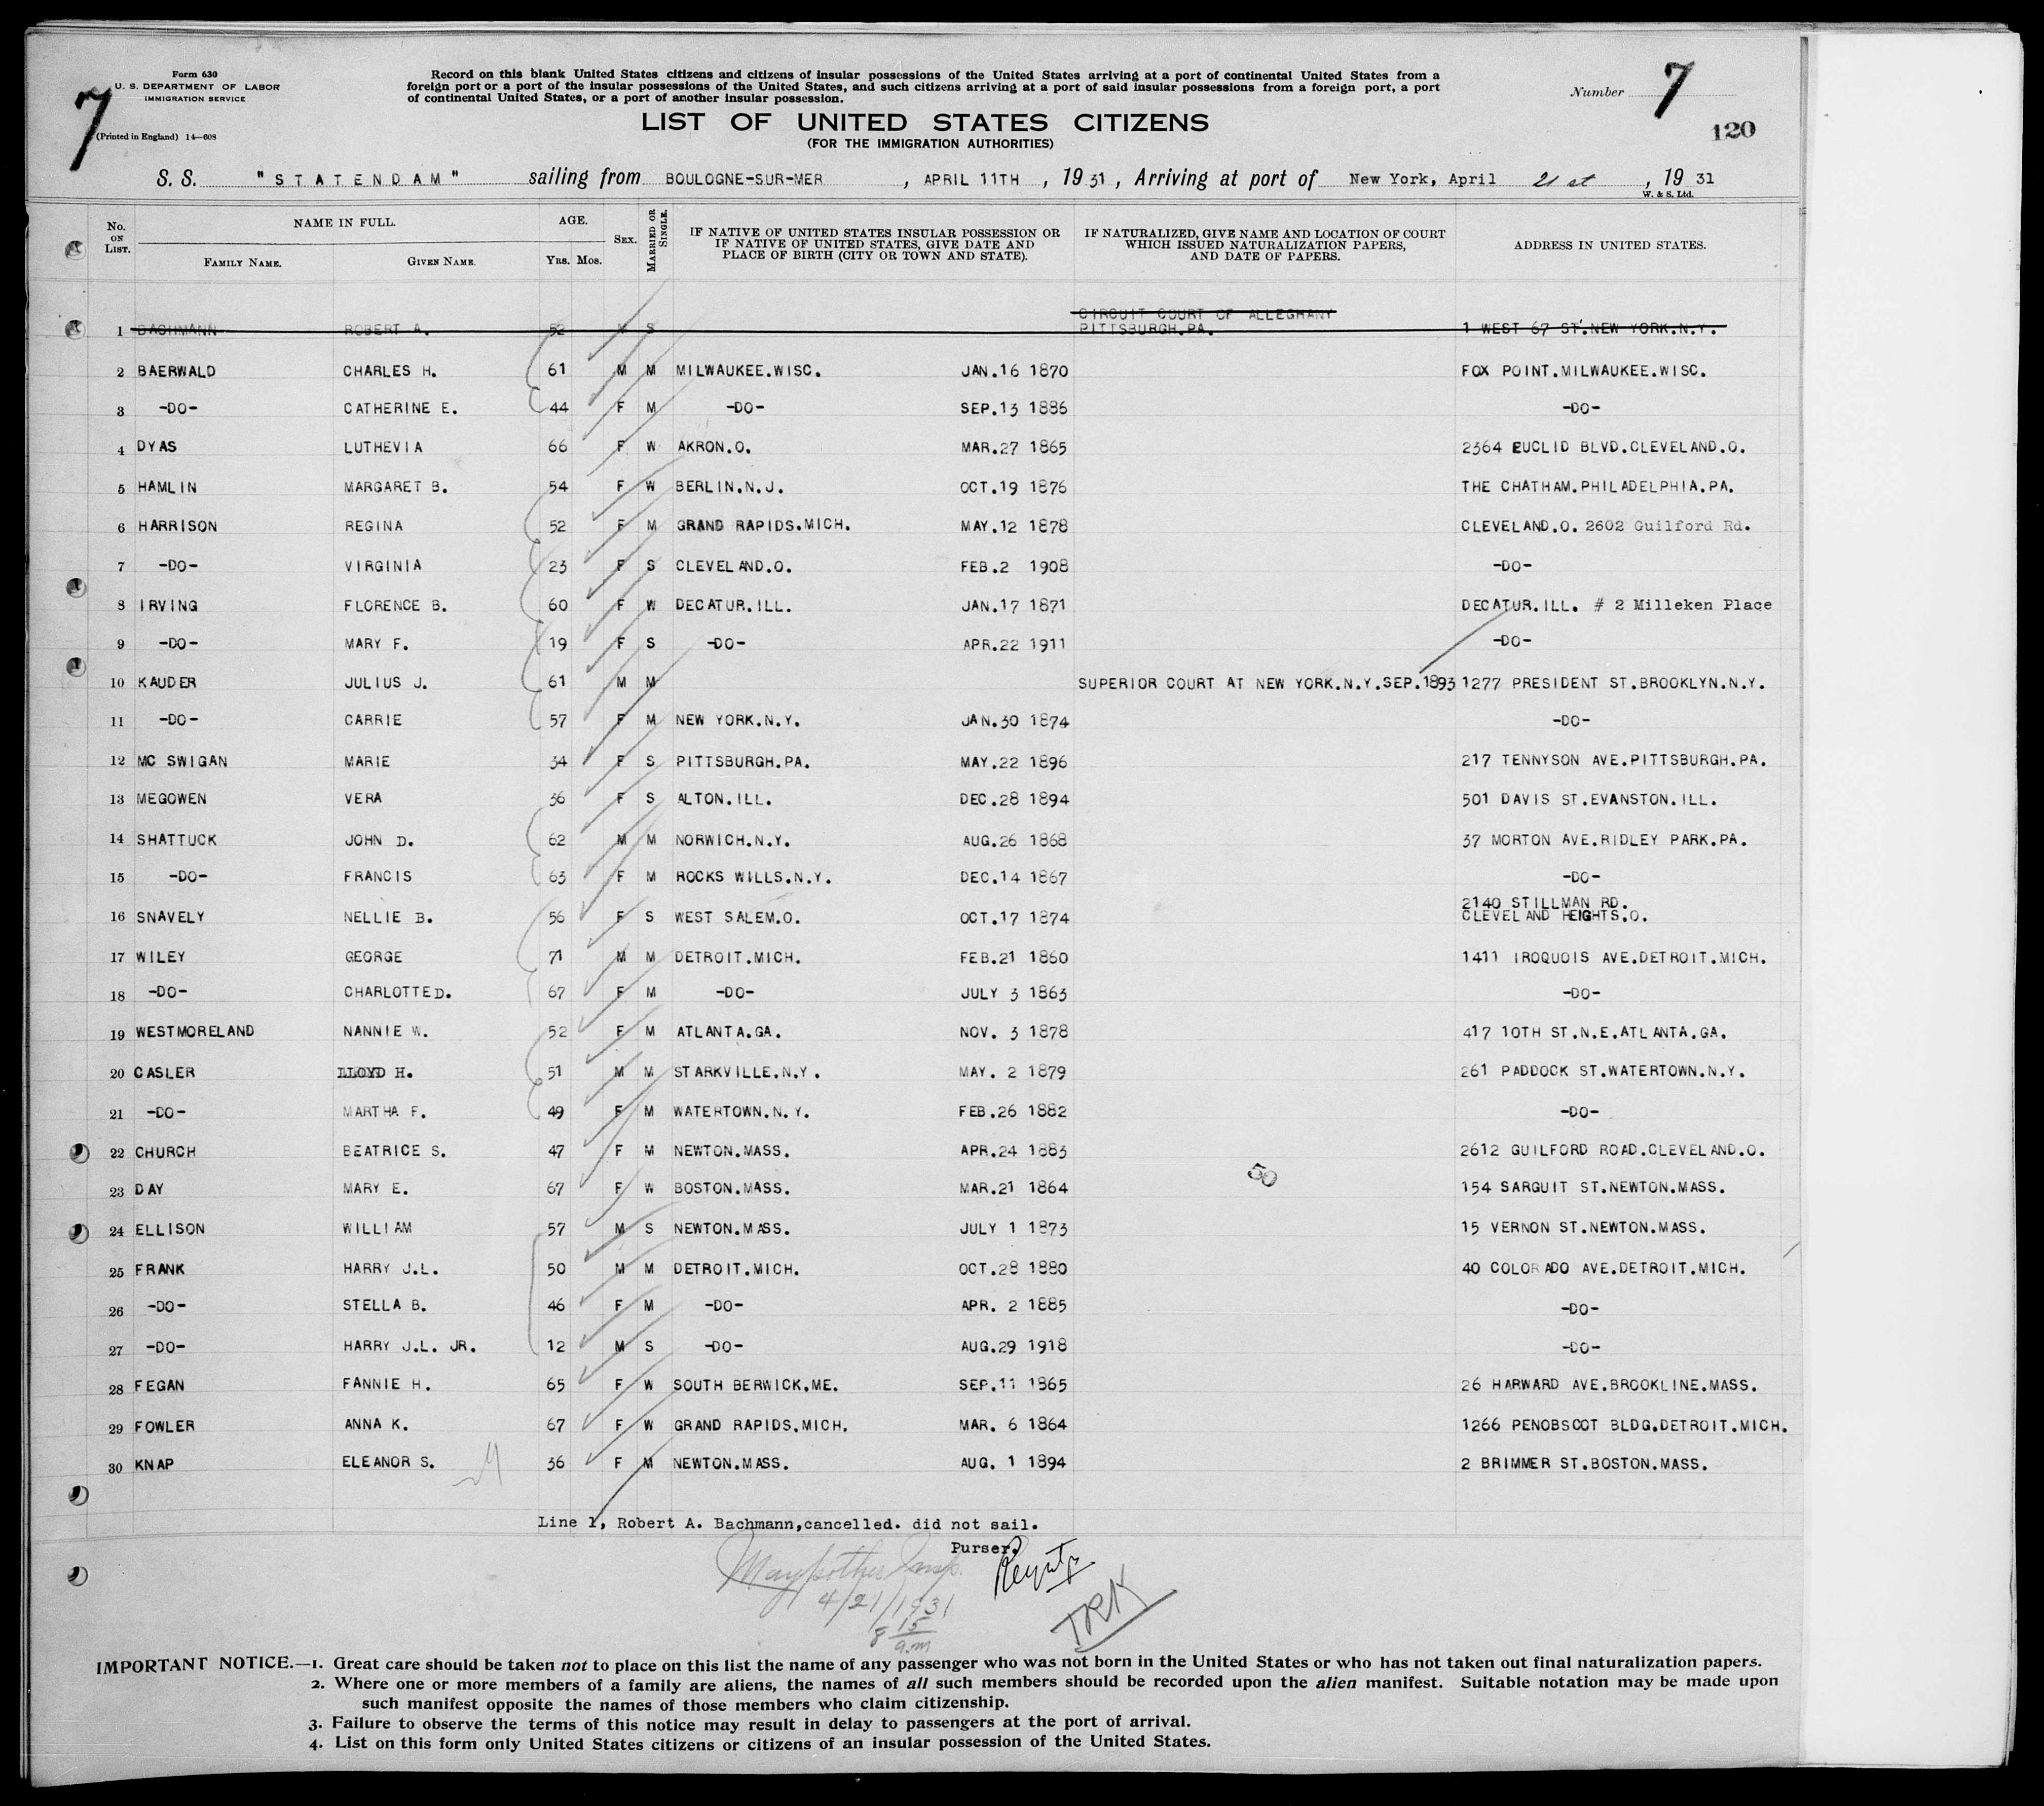 Form 630
U. S. DEPARTMENT OF LABOR
IMMIGRATION SERVICE
(Printed in England) 14—608
7
Record on this blank United States citizens and citizens of insular possessions of the United States arriving at a port of continental United States from a
foreign port or a port of the insular possessions of the United States, and such citizens arriving at a port of said insular possessions from a foreign port, a port
of continental United States, or a port of another insular possession.
Number 7
120
LIST OF UNITED STATES CITIZENS
(FOR THE IMMIGRATION AUTHORITIES)
S. S. "STATENDAM" sailing from BOULOGNE-SUR-MER, APRIL 11TH, 1931, Arriving at port of New York, April 21st, 1931
W. & S. Ltd.
No. ON LIST. NAME IN FULL. FAMILY NAME. GIVEN NAME. AGE. YRS. MOS. SEX. MARRIED OR SINGLE. IF NATIVE OF UNITED STATES INSULAR POSSESSION OR IF NATIVE OF UNITED STATES, GIVE DATE AND PLACE OF BIRTH (CITY OR TOWN AND STATE). IF NATURALIZED, GIVE NAME AND LOCATION OF COURT WHICH ISSUED NATURALIZATION PAPERS, AND DATE OF PAPERS. ADDRESS IN UNITED STATES.
CIRCUIT COURT OF ALLEGHANY
1 BACHMANN ROBERT A. 52 M S PITTSBURGH.PA. 1 WEST 67 ST.NEW YORK.N.Y.
2 BAERWALD CHARLES H. 61 M M MILWAUKEE.WISC. JAN.16 1870 FOX POINT.MILWAUKEE.WISC.
3 -DO- CATHERINE E. 44 F M -DO- SEP.13 1886 -DO-
4 DYAS LUTHEVIA 66 F W AKRON.O. MAR.27 1865 2364 EUCLID BLVD.CLEVELAND.O.
5 HAMLIN MARGARET B. 54 F W BERLIN.N.J. OCT.19 1876 THE CHATHAM.PHILADELPHIA.PA.
6 HARRISON REGINA 52 F M GRAND RAPIDS.MICH. MAY.12 1878 CLEVELAND.O. 2602 Guilford Rd.
7 -DO- VIRGINIA 23 F S CLEVELAND.O. FEB.2 1908 -DO-
8 IRVING FLORENCE B. 60 F W DECATUR.ILL. JAN.17 1871 DECATUR.ILL. # 2 Milleken Place
9 -DO- MARY F. 19 F S -DO- APR.22 1911 -DO-
10 KAUDER JULIUS J. 61 M M SUPERIOR COURT AT NEW YORK.N.Y.SEP.1893 1277 PRESIDENT ST.BROOKLYN.N.Y.
11 -DO- CARRIE 57 F M NEW YORK.N.Y. JAN.30 1874 -DO-
12 MC SWIGAN MARIE 34 F S PITTSBURGH.PA. MAY.22 1896 217 TENNYSON AVE.PITTSBURGH.PA.
13 MEGOWEN VERA 36 F S ALTON.ILL. DEC.28 1894 501 DAVIS ST.EVANSTON.ILL.
14 SHATTUCK JOHN D. 62 M M NORWICH.N.Y. AUG.26 1868 37 MORTON AVE.RIDLEY PARK.PA.
15 -DO- FRANCIS 63 F M ROCKS WILLS.N.Y. DEC.14 1867 -DO-
2140 STILLMAN RD.
16 SNAVELY NELLIE B. 56 F S WEST SALEM.O. OCT.17 1874 CLEVELAND HEIGHTS.O.
17 WILEY GEORGE 71 M M DETROIT.MICH. FEB.21 1860 1411 IROQUOIS AVE.DETROIT.MICH.
18 -DO- CHARLOTTE D. 67 F M -DO- JULY 3 1863 -DO-
19 WESTMORELAND NANNIE W. 52 F M ATLANTA.GA. NOV. 3 1878 417 10TH ST.N.E.ATLANTA.GA.
20 CASLER LLOYD H. 51 M M STARKVILLE.N.Y. MAY. 2 1879 261 PADDOCK ST.WATERTOWN.N.Y.
21 -DO- MARTHA F. 49 F M WATERTOWN.N.Y. FEB.26 1882 -DO-
22 CHURCH BEATRICE S. 47 F M NEWTON.MASS. APR.24 1883 2612 GUILFORD ROAD.CLEVELAND.O.
23 DAY MARY E. 67 F W BOSTON.MASS. MAR.21 1864 50 154 SARGUIT ST.NEWTON.MASS.
24 ELLISON WILLIAM 57 M S NEWTON.MASS. JULY 1 1873 15 VERNON ST.NEWTON.MASS.
25 FRANK HARRY J.L. 50 M M DETROIT.MICH. OCT.28 1880 40 COLORADO AVE.DETROIT.MICH.
26 -DO- STELLA B. 46 F M -DO- APR. 2 1885 -DO-
27 -DO- HARRY J.L. JR. 12 M S -DO- AUG.29 1918 -DO-
28 FEGAN FANNIE H. 65 F W SOUTH BERWICK.ME. SEP.11 1865 26 HARWARD AVE.BROOKLINE.MASS.
29 FOWLER ANNA K. 67 F W GRAND RAPIDS.MICH. MAR. 6 1864 1266 PENOBSCOT BLDG.DETROIT.MICH.
30 KNAP ELEANOR S. 36 F M NEWTON.MASS. AUG. 1 1894 2 BRIMMER ST.BOSTON.MASS.
Line 1, Robert A. Bachmann,cancelled. did not sail.
Purser.
4/21/1931
8 15 a.m
IMPORTANT NOTICE.—1. Great care should be taken not to place on this list the name of any passenger who was not born in the United States or who has not taken out final naturalization papers.
2. Where one or more members of a family are aliens, the names of all such members should be recorded upon the alien manifest. Suitable notation may be made upon
such manifest opposite the names of those members who claim citizenship.
3. Failure to observe the terms of this notice may result in delay to passengers at the port of arrival.
4. List on this form only United States citizens or citizens of an insular possession of the United States.